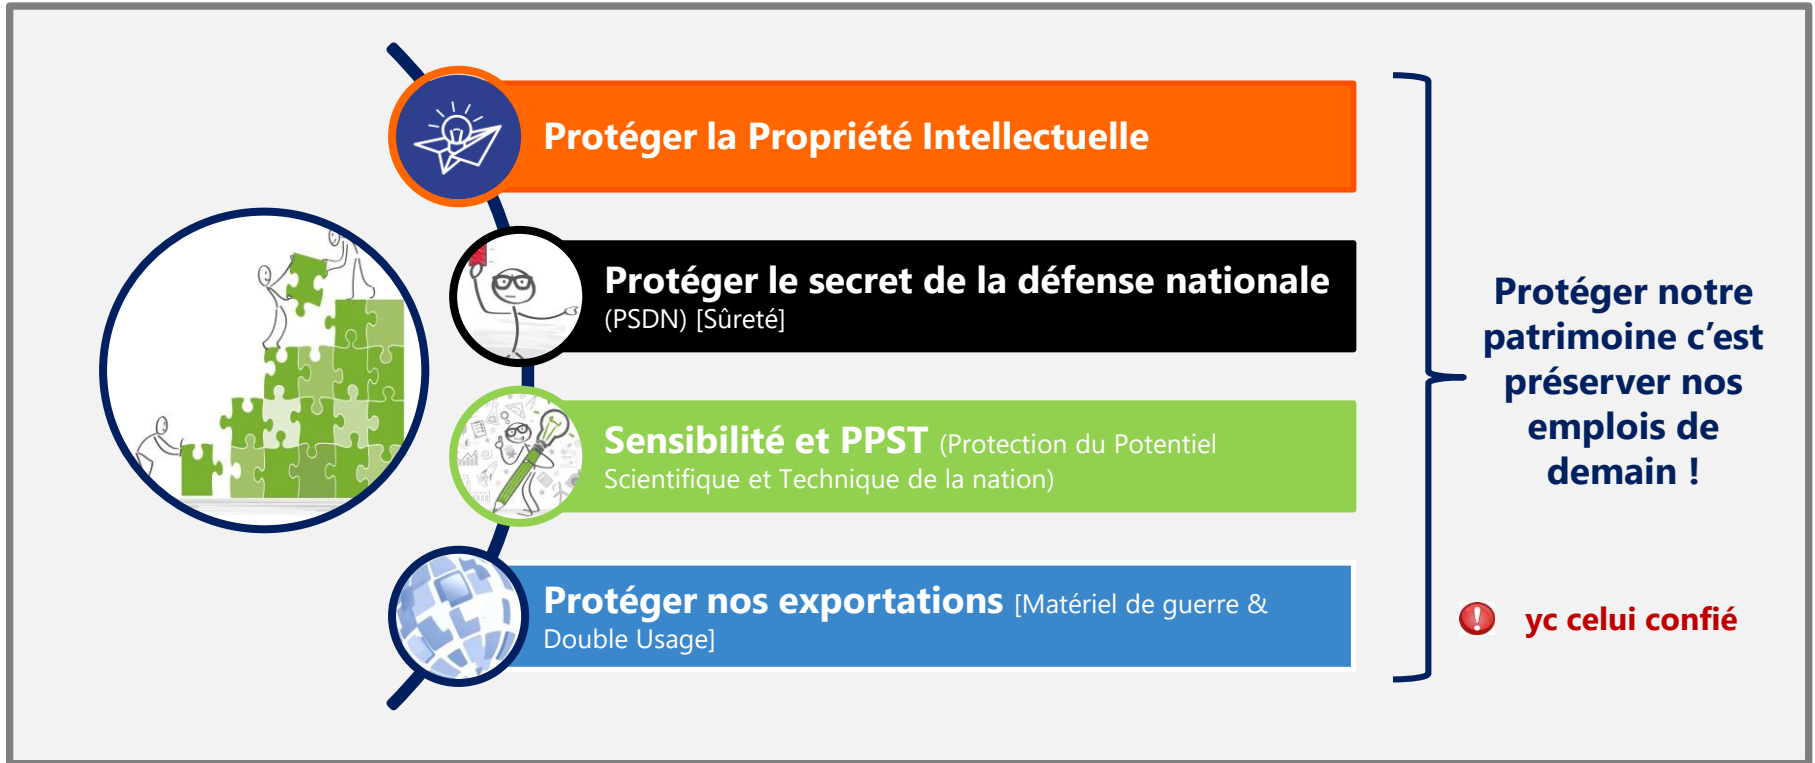 Protéger la Propriété Intellectuelle
Protéger le secret de la défense nationale
(PSDN) [Sûreté]
Sensibilité et PPST (Protection du Potentiel
Scientifique et Technique de la nation)
Protéger nos exportations [Matériel de guerre &
Double Usage]
Protéger notre
patrimoine c’est
préserver nos
emplois de
demain !
yc celui confié